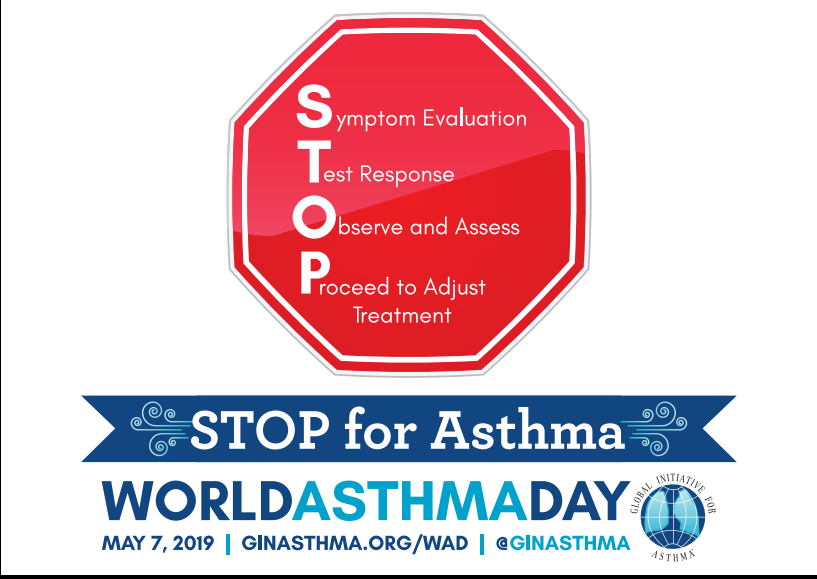 Symptom Evaluation
Test Response
Observe and Assess
Proceed to Adjust
Treatment
STOP for Asthma
WORLDASTHMADAY
MAY 7, 2019 | GINASTHMA.ORG/WAD | @GINASTHMA
GLOBAL INITIATIVE FOR
ASTHMA